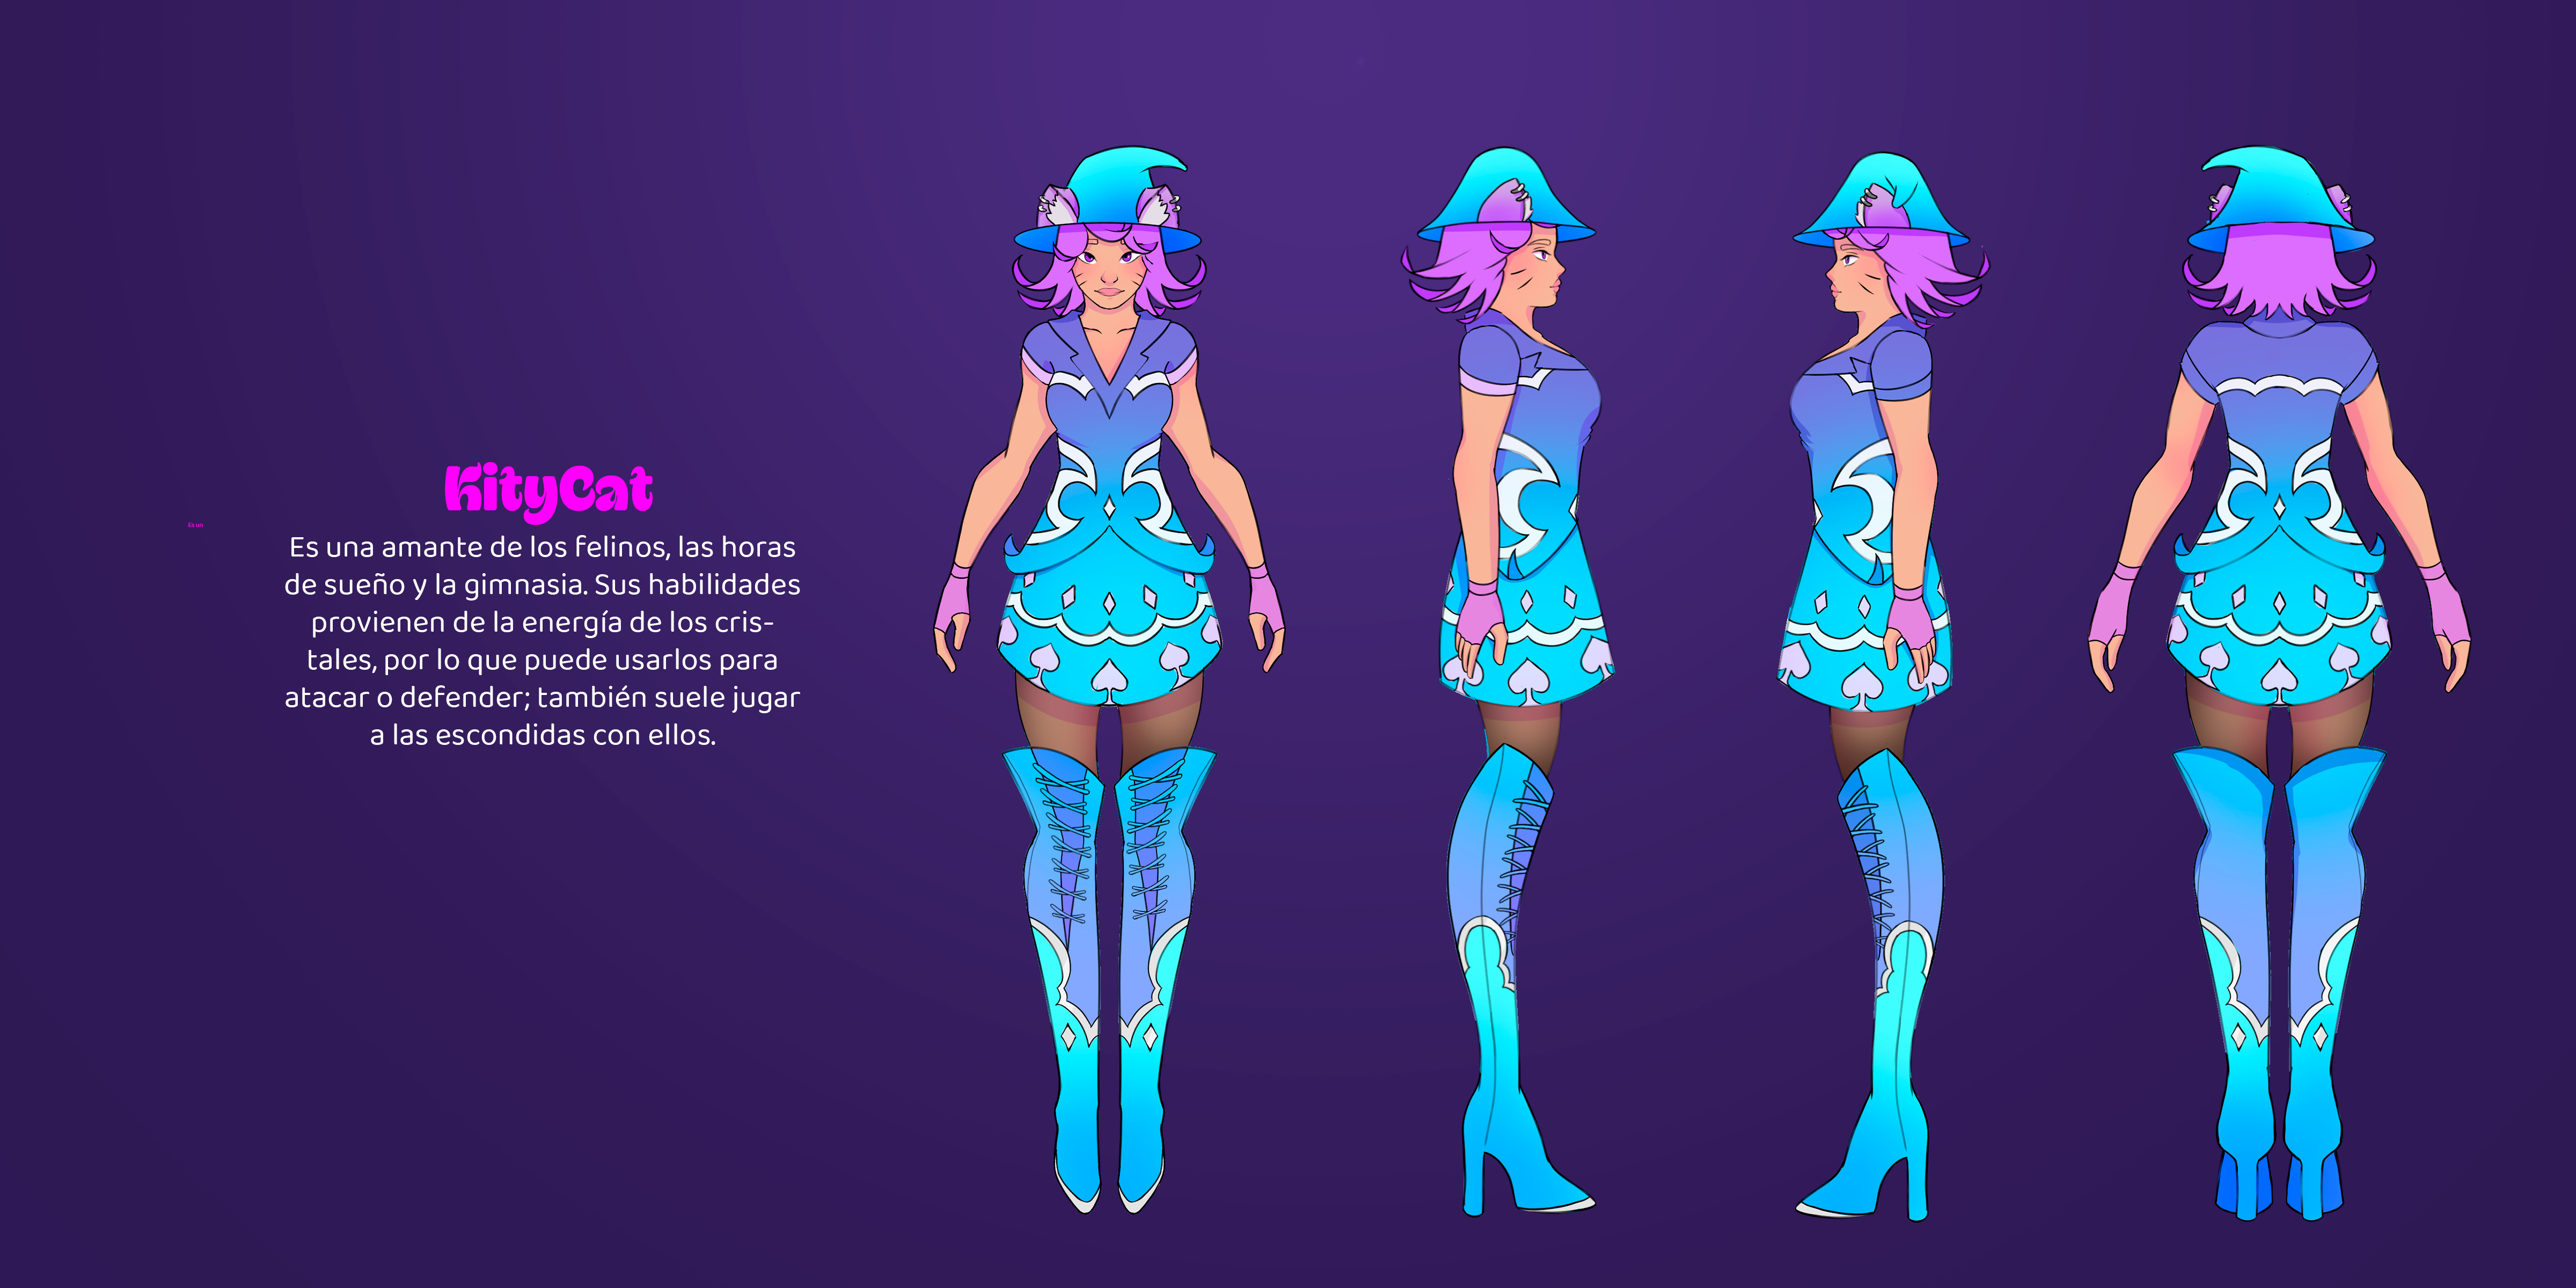 KityCat
Es un
Es una amante de los felinos, las horas
de sueño y la gimnasia. Sus habilidades
provienen de la energía de los cris-
tales, por lo que puede usarlos para
atacar o defender; también suele jugar
a las escondidas con ellos.